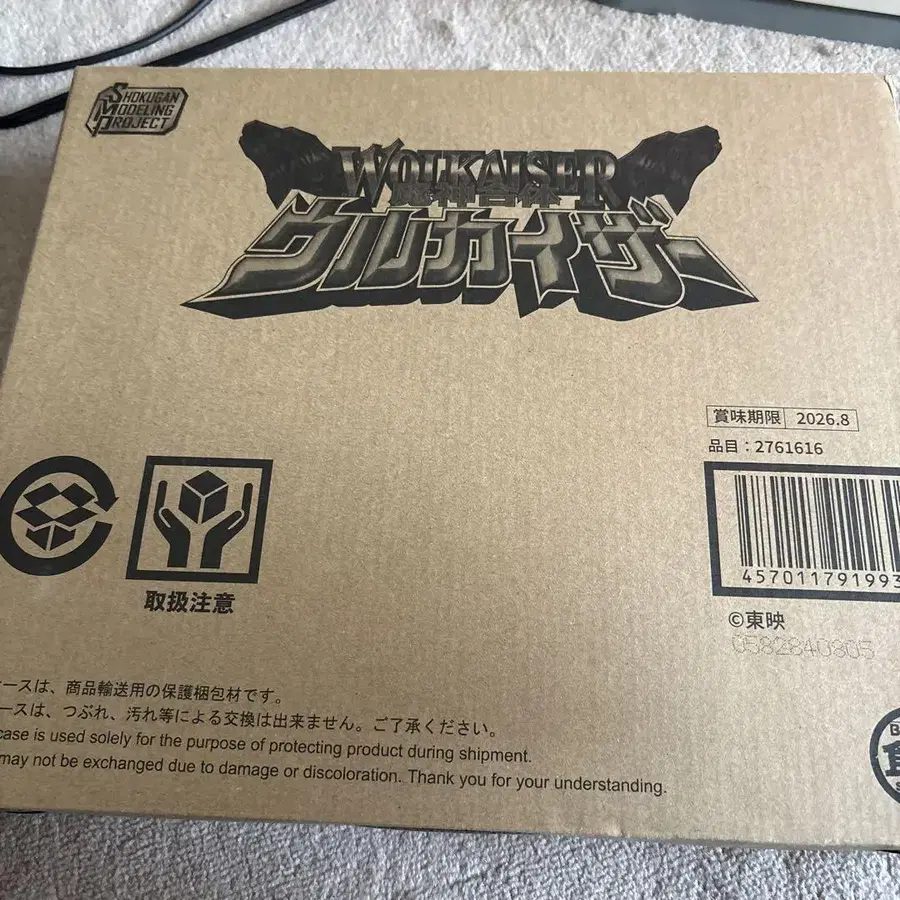 SHOKUGAN
MODELING
PROJECT
WOLKAISER
魔神合体
ウルカイザー
賞味期限 2026.8
品目：2761616
457011791993
©東映
0582840805
取扱注意
ースは、商品輸送用の保護梱包材です。
ースは、つぶれ、汚れ等による交換は出来ません。ご了承ください。
case is used solely for the purpose of protecting product during shipment.
may not be exchanged due to damage or discoloration. Thank you for your understanding.